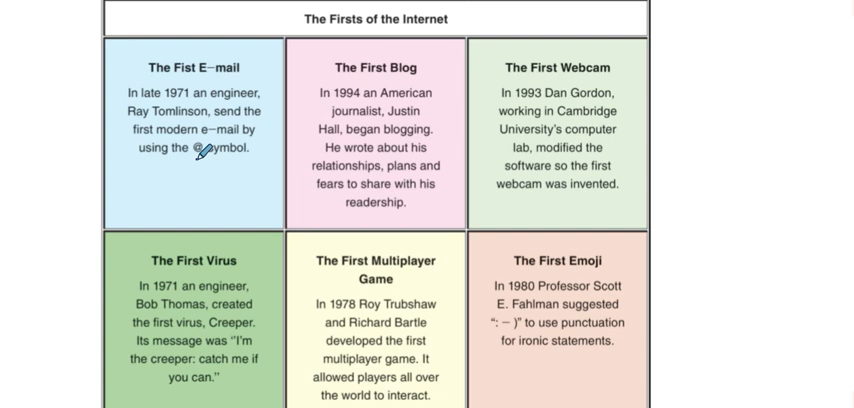 The Firsts of the Internet
The Fist E–mail
In late 1971 an engineer,
Ray Tomlinson, send the
first modern e–mail by
using the @ symbol.
The First Blog
In 1994 an American
journalist, Justin
Hall, began blogging.
He wrote about his
relationships, plans and
fears to share with his
readership.
The First Webcam
In 1993 Dan Gordon,
working in Cambridge
University's computer
lab, modified the
software so the first
webcam was invented.
The First Virus
In 1971 an engineer,
Bob Thomas, created
the first virus, Creeper.
Its message was "I'm
the creeper: catch me if
you can."
The First Multiplayer
Game
In 1978 Roy Trubshaw
and Richard Bartle
developed the first
multiplayer game. It
allowed players all over
the world to interact.
The First Emoji
In 1980 Professor Scott
E. Fahlman suggested
“: – )” to use punctuation
for ironic statements.